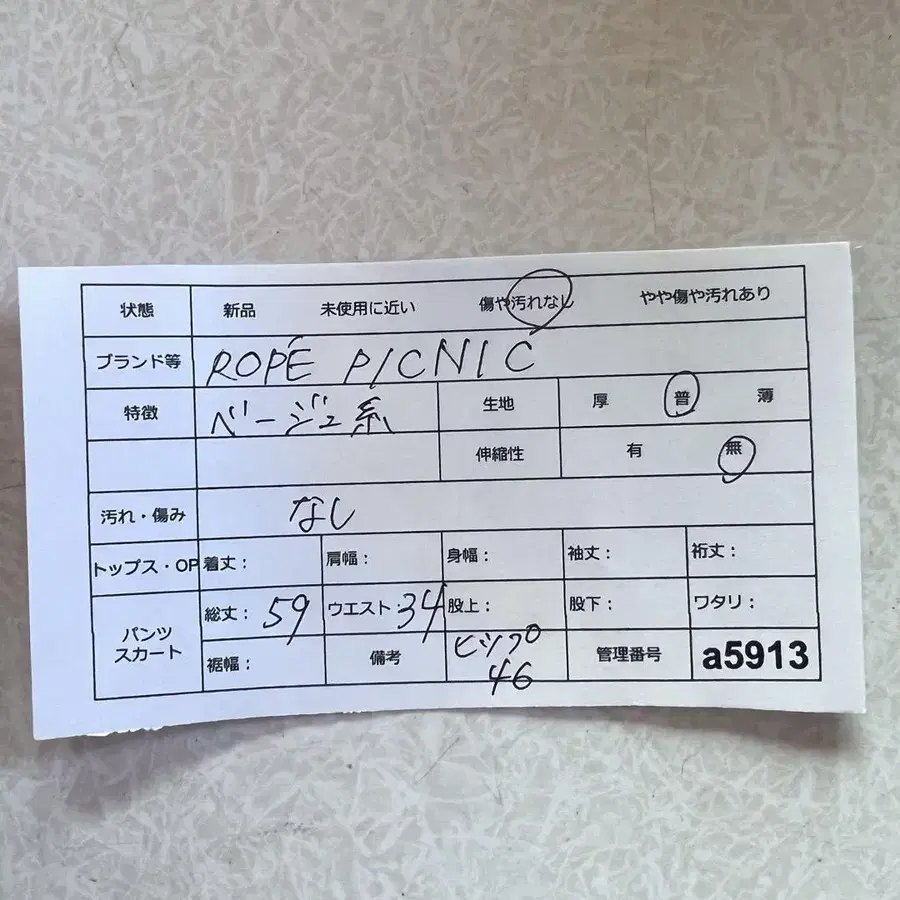 状態 新品 未使用に近い 傷や汚れなし やや傷や汚れあり
ブランド等 ROPÉ PICNIC
特徴 ベージュ系 生地 厚 普 薄
伸縮性 有 無
汚れ・傷み なし
トップス・OP 着丈： 肩幅： 身幅： 袖丈： 裄丈：
パンツ スカート 総丈：59 ウエスト34 股上： 股下： ワタリ：
裾幅： 備考 ヒップ 46 管理番号 a5913